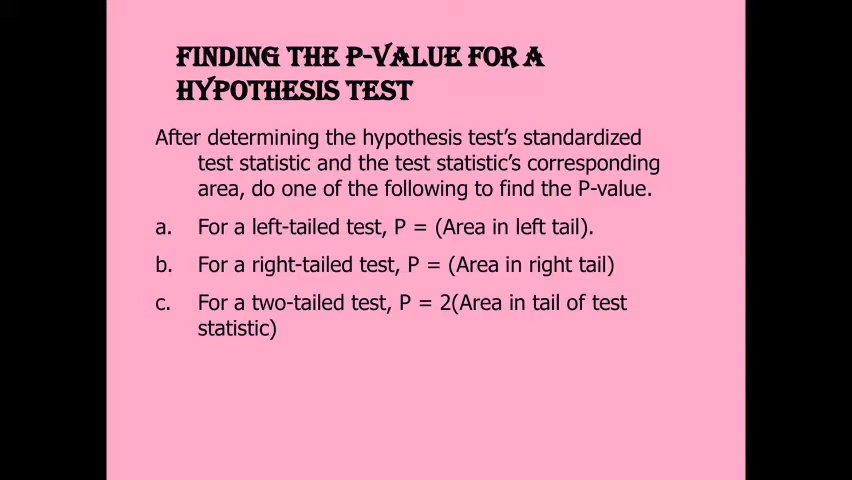 FINDING THE P-VALUE FOR A
HYPOTHESIS TEST
After determining the hypothesis test's standardized
test statistic and the test statistic's corresponding
area, do one of the following to find the P-value.
a. For a left-tailed test, P = (Area in left tail).
b. For a right-tailed test, P = (Area in right tail)
c. For a two-tailed test, P = 2(Area in tail of test
statistic)